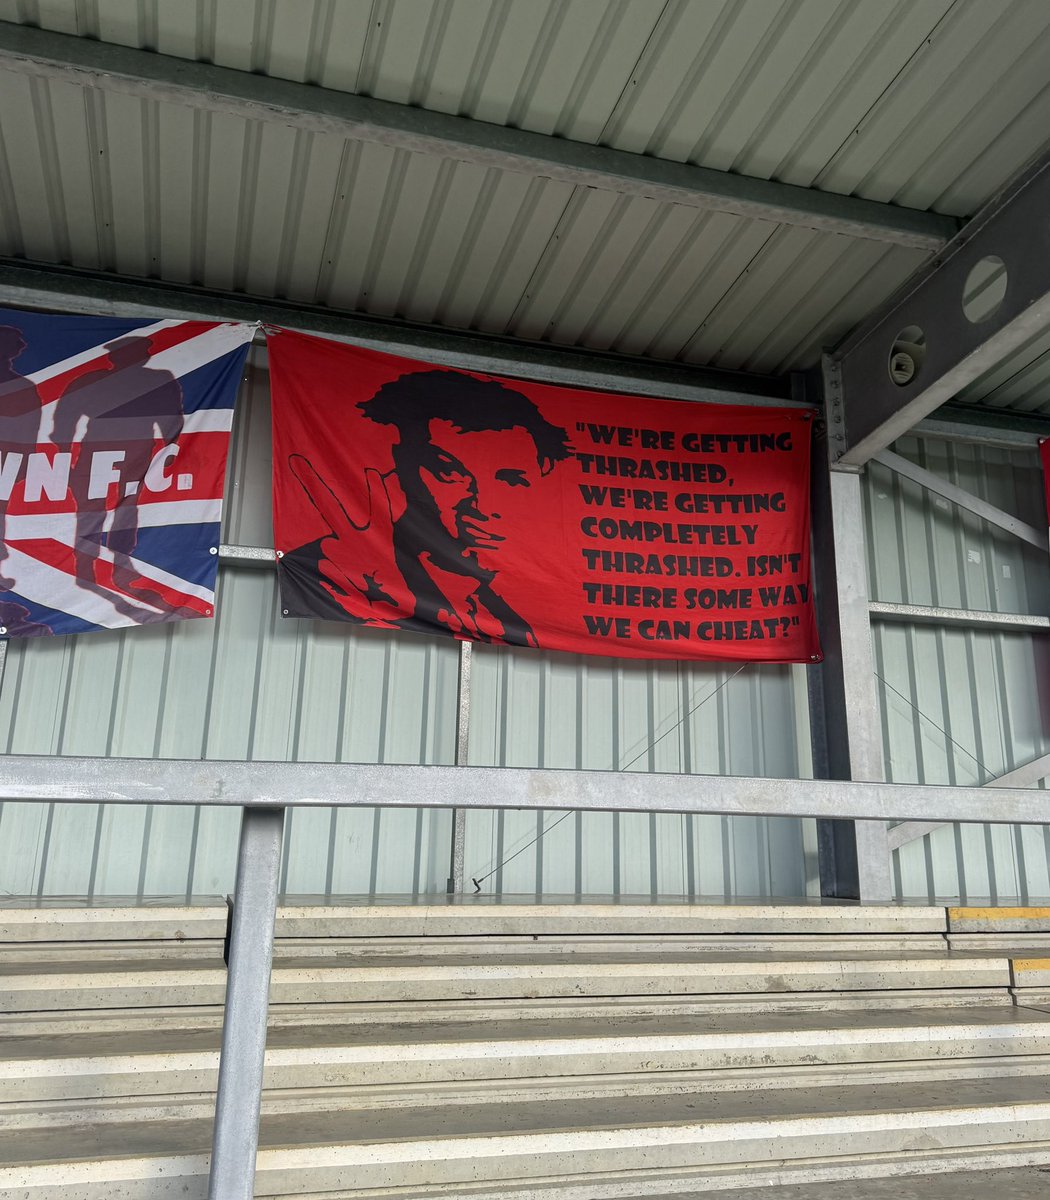 WN F.C.
"WE'RE GETTING
THRASHED,
WE'RE GETTING
COMPLETELY
THRASHED. ISN'T
THERE SOME WAY
WE CAN CHEAT?"